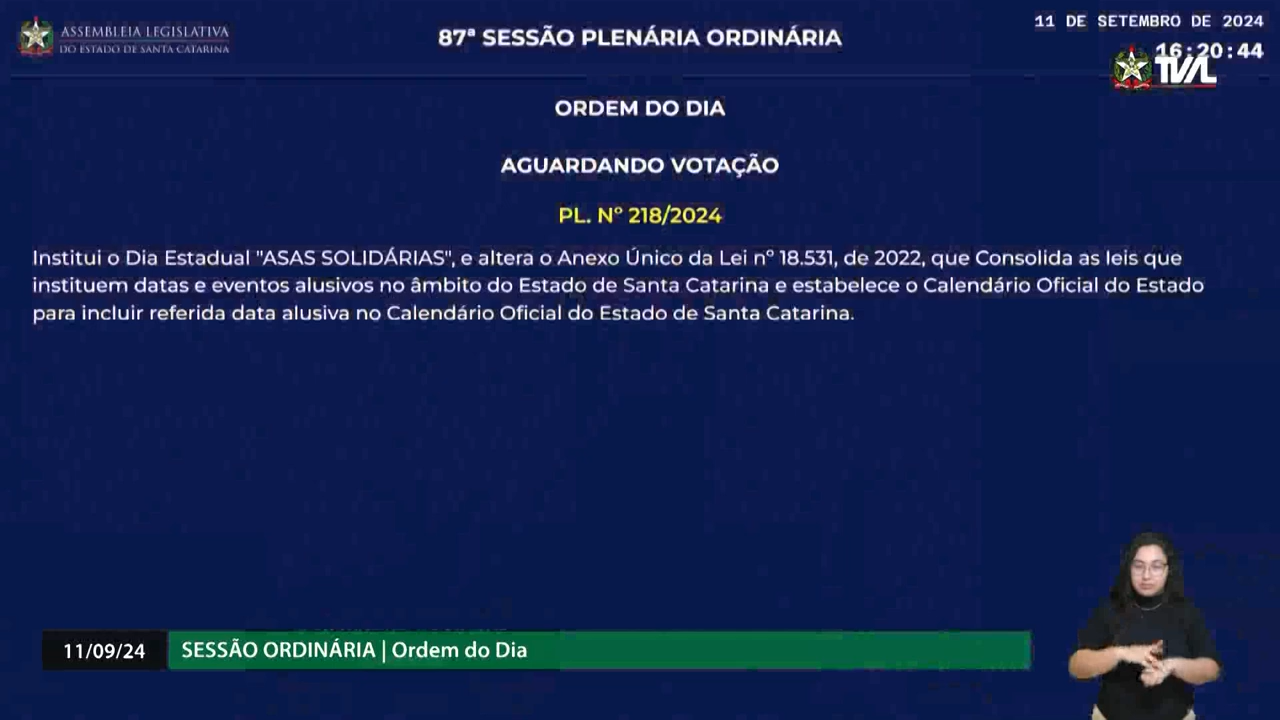 ASSEMBLEIA LEGISLATIVA
DO ESTADO DE SANTA CATARINA
87ª SESSÃO PLENÁRIA ORDINÁRIA
11 DE SETEMBRO DE 2024
16:20:44
TVAL
ORDEM DO DIA
AGUARDANDO VOTAÇÃO
PL. Nº 218/2024
Institui o Dia Estadual "ASAS SOLIDÁRIAS", e altera o Anexo Único da Lei nº 18.531, de 2022, que Consolida as leis que
instituem datas e eventos alusivos no âmbito do Estado de Santa Catarina e estabelece o Calendário Oficial do Estado
para incluir referida data alusiva no Calendário Oficial do Estado de Santa Catarina.
11/09/24
SESSÃO ORDINÁRIA | Ordem do Dia